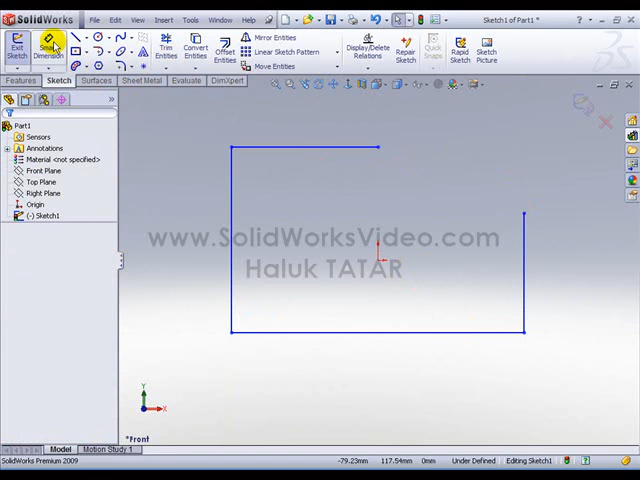 SolidWorks File Edit View Insert Tools Window Help Sketch1 of Part1 *
Exit Sketch Smart Dimension Trim Entities Convert Entities Offset Entities Mirror Entities Linear Sketch Pattern Move Entities Display/Delete Relations Repair Sketch Quick Snaps Rapid Sketch Sketch Picture
Features Sketch Surfaces Sheet Metal Evaluate DimXpert
Part1
Sensors
Annotations
Material <not specified>
Front Plane
Top Plane
Right Plane
Origin
(-) Sketch1
www.SolidWorksVideo.com
Haluk TATAR
Y
X
*Front
Model Motion Study 1
SolidWorks Premium 2009 -79.23mm 117.54mm 0mm Under Defined Editing Sketch1